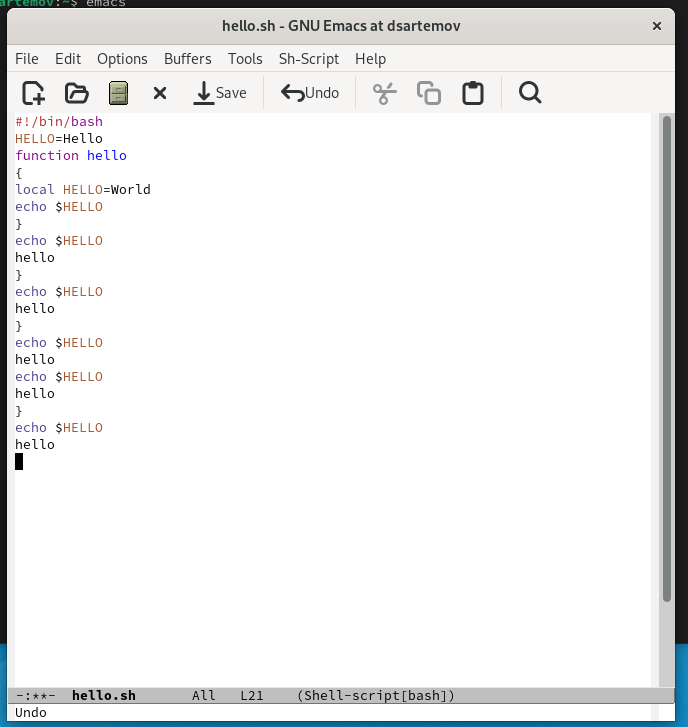 artemov:~$ emacs
hello.sh - GNU Emacs at dsartemov
File Edit Options Buffers Tools Sh-Script Help
Save Undo
#!/bin/bash
HELLO=Hello
function hello
{
local HELLO=World
echo $HELLO
}
echo $HELLO
hello
}
echo $HELLO
hello
}
echo $HELLO
hello
echo $HELLO
hello
}
echo $HELLO
hello
-:**- hello.sh All L21 (Shell-script[bash])
Undo